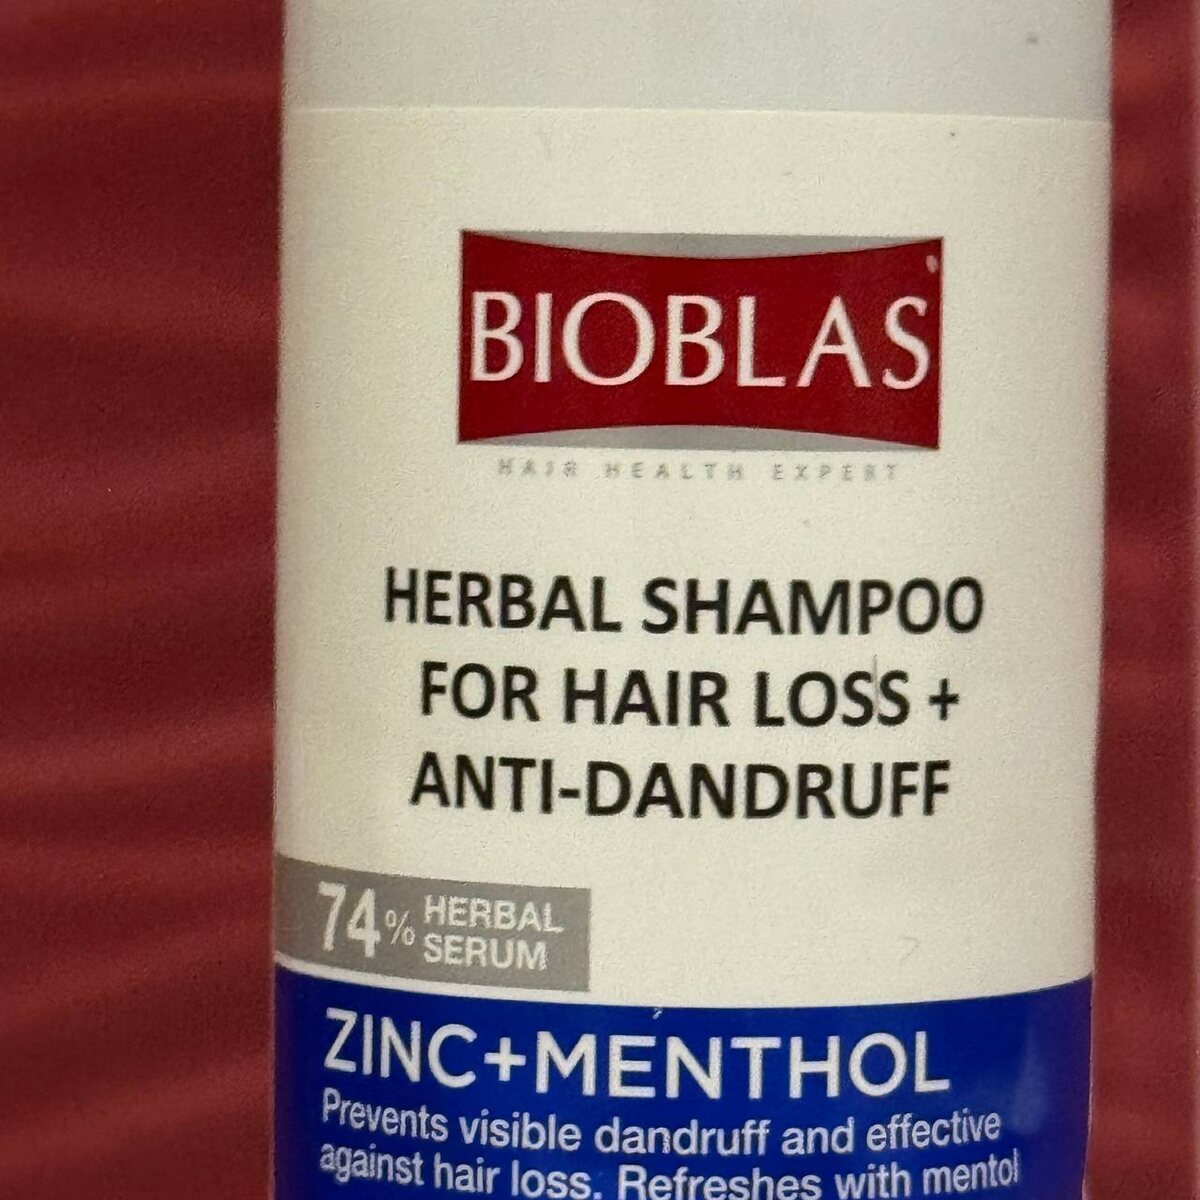 BIOBLAS
HAIR HEALTH EXPERT
HERBAL SHAMPOO
FOR HAIR LOSS +
ANTI-DANDRUFF
74% HERBAL
SERUM
ZINC+MENTHOL
Prevents visible dandruff and effective
against hair loss. Refreshes with mentol